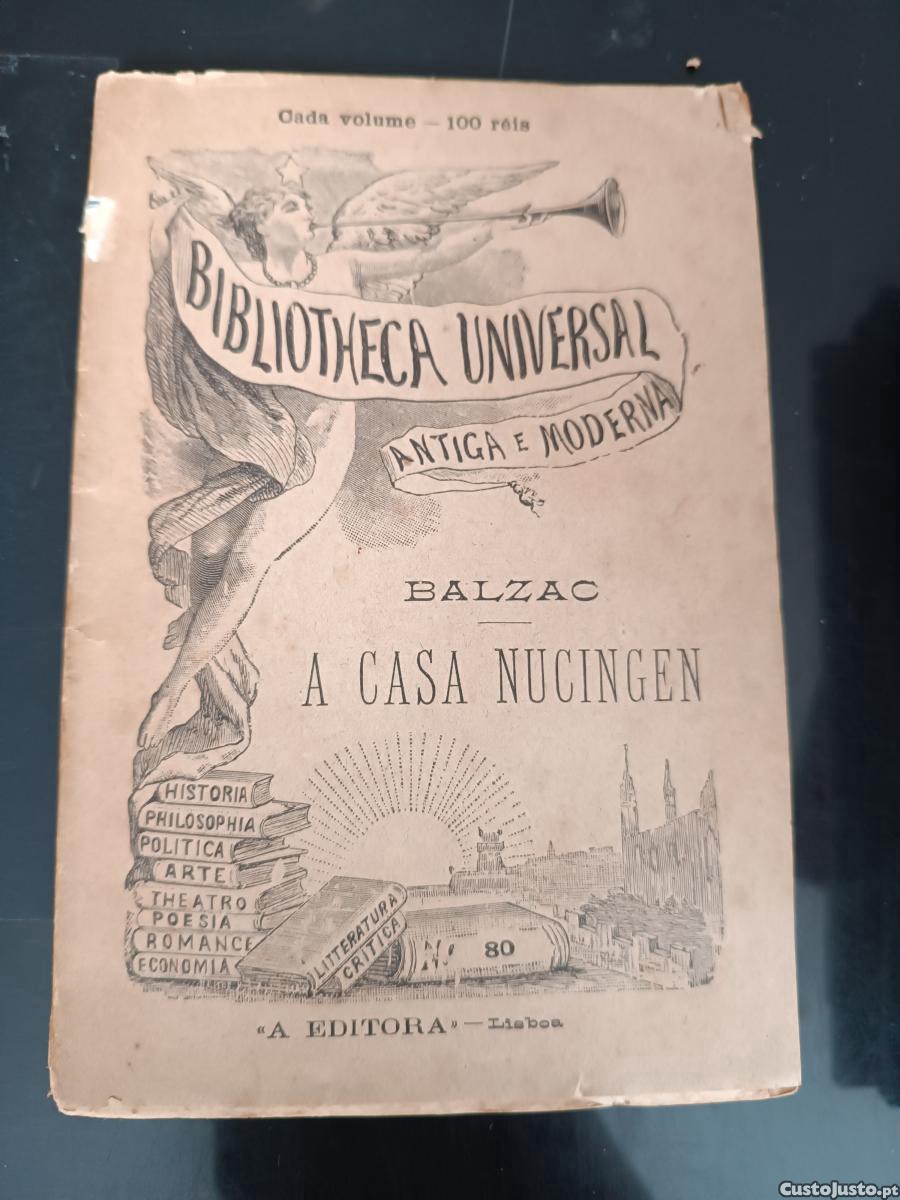 Cada volume — 100 réis
BIBLIOTHECA UNIVERSAL
ANTIGA E MODERNA
BALZAC
A CASA NUCINGEN
HISTORIA
PHILOSOPHIA
POLITICA
ARTE
THEATRO
POESIA
ROMANCE
ECONOMIA
LITTERATURA
CRITICA
No 80
«A EDITORA» — Lisboa
CustoJusto.pt